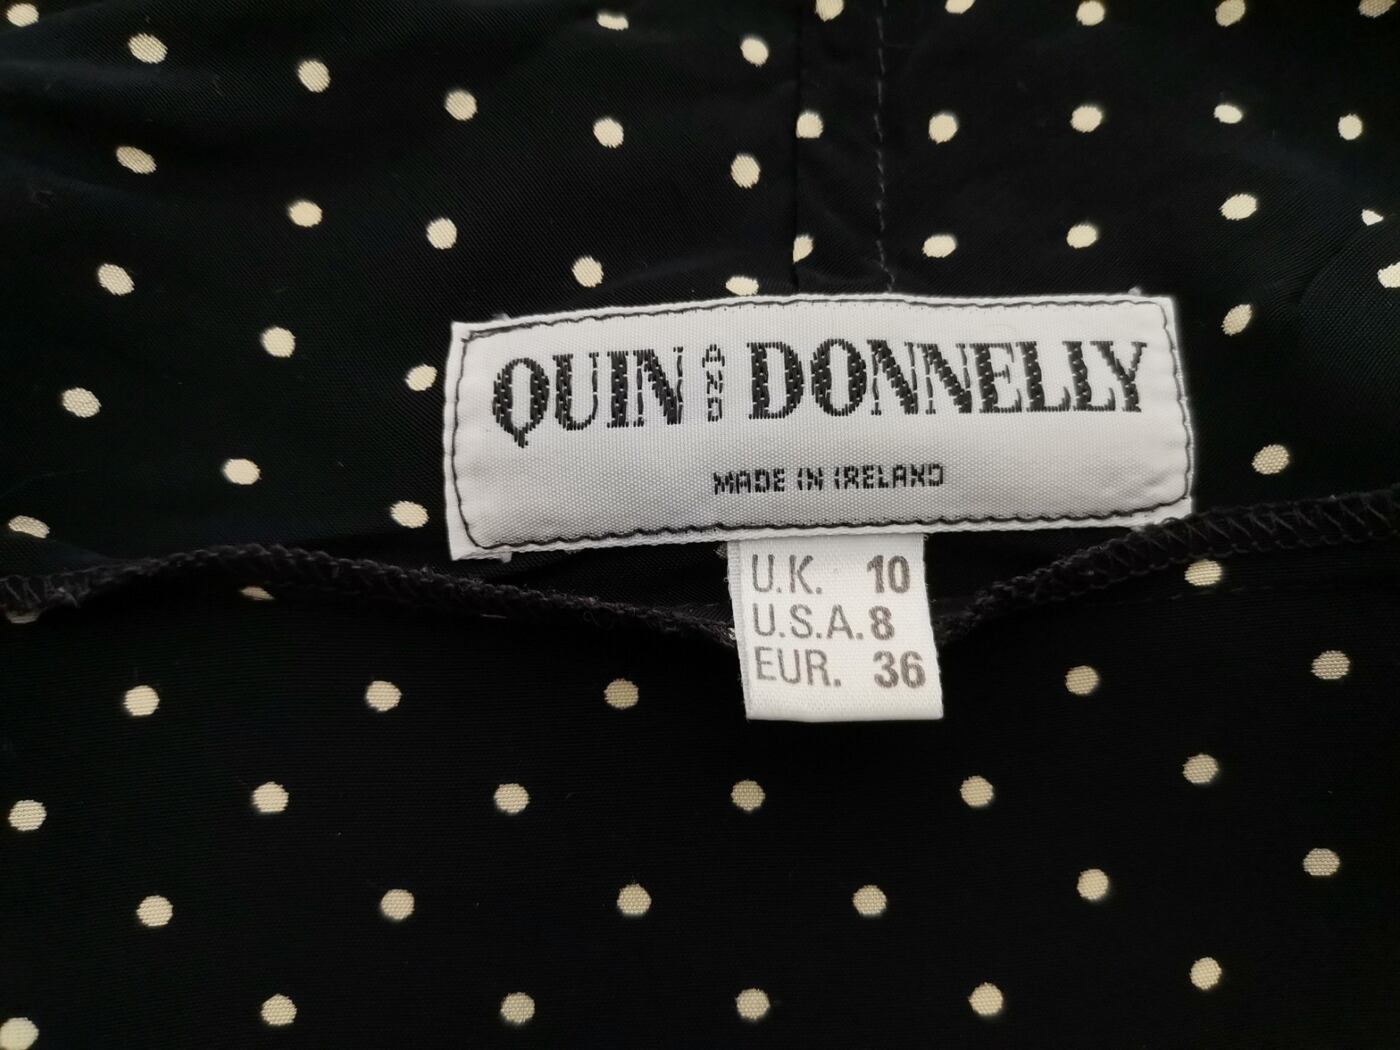 QUIN AND DONNELLY
MADE IN IRELAND
U.K. 10
U.S.A. 8
EUR. 36